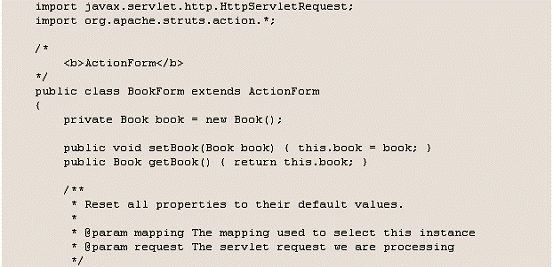 import javax.servlet.http.HttpServletRequest;
import org.apache.struts.action.*;
/*
<b>ActionForm</b>
*/
public class BookForm extends ActionForm
{
private Book book = new Book();
public void setBook(Book book) { this.book = book; }
public Book getBook() { return this.book; }
/**
* Reset all properties to their default values.
*
* @param mapping The mapping used to select this instance
* @param request The servlet request we are processing
*/